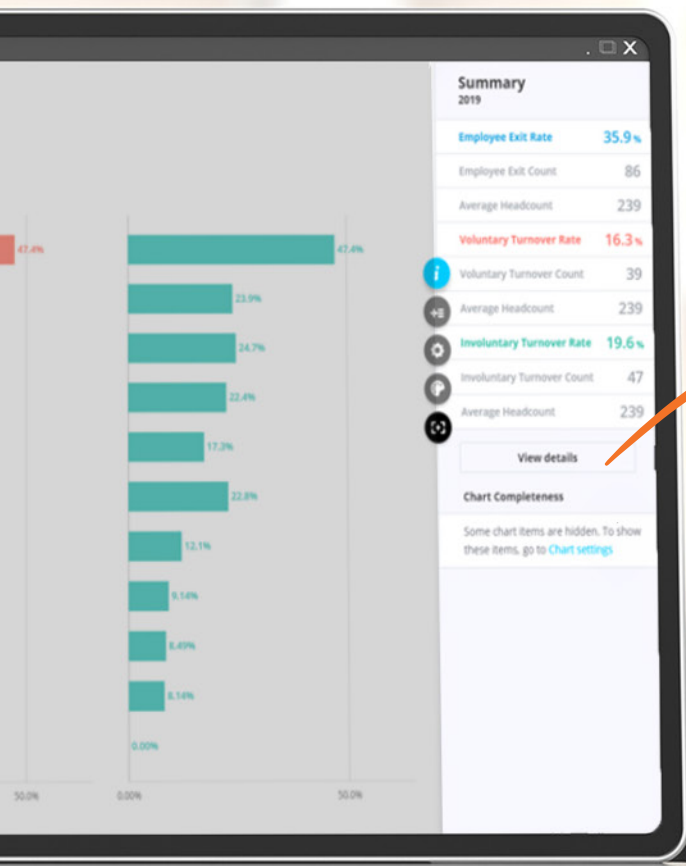 Summary
2019
Employee Exit Rate 35.9%
Employee Exit Count 86
Average Headcount 239
Voluntary Turnover Rate 16.3%
Voluntary Turnover Count 39
Average Headcount 239
Involuntary Turnover Rate 19.6%
Involuntary Turnover Count 47
Average Headcount 239
View details
Chart Completeness
Some chart items are hidden. To show
these items, go to Chart settings
47.4%
47.4%
23.9%
24.7%
22.4%
17.3%
22.8%
12.1%
9.14%
8.49%
8.14%
0.00%
50.0%
0.00%
50.0%